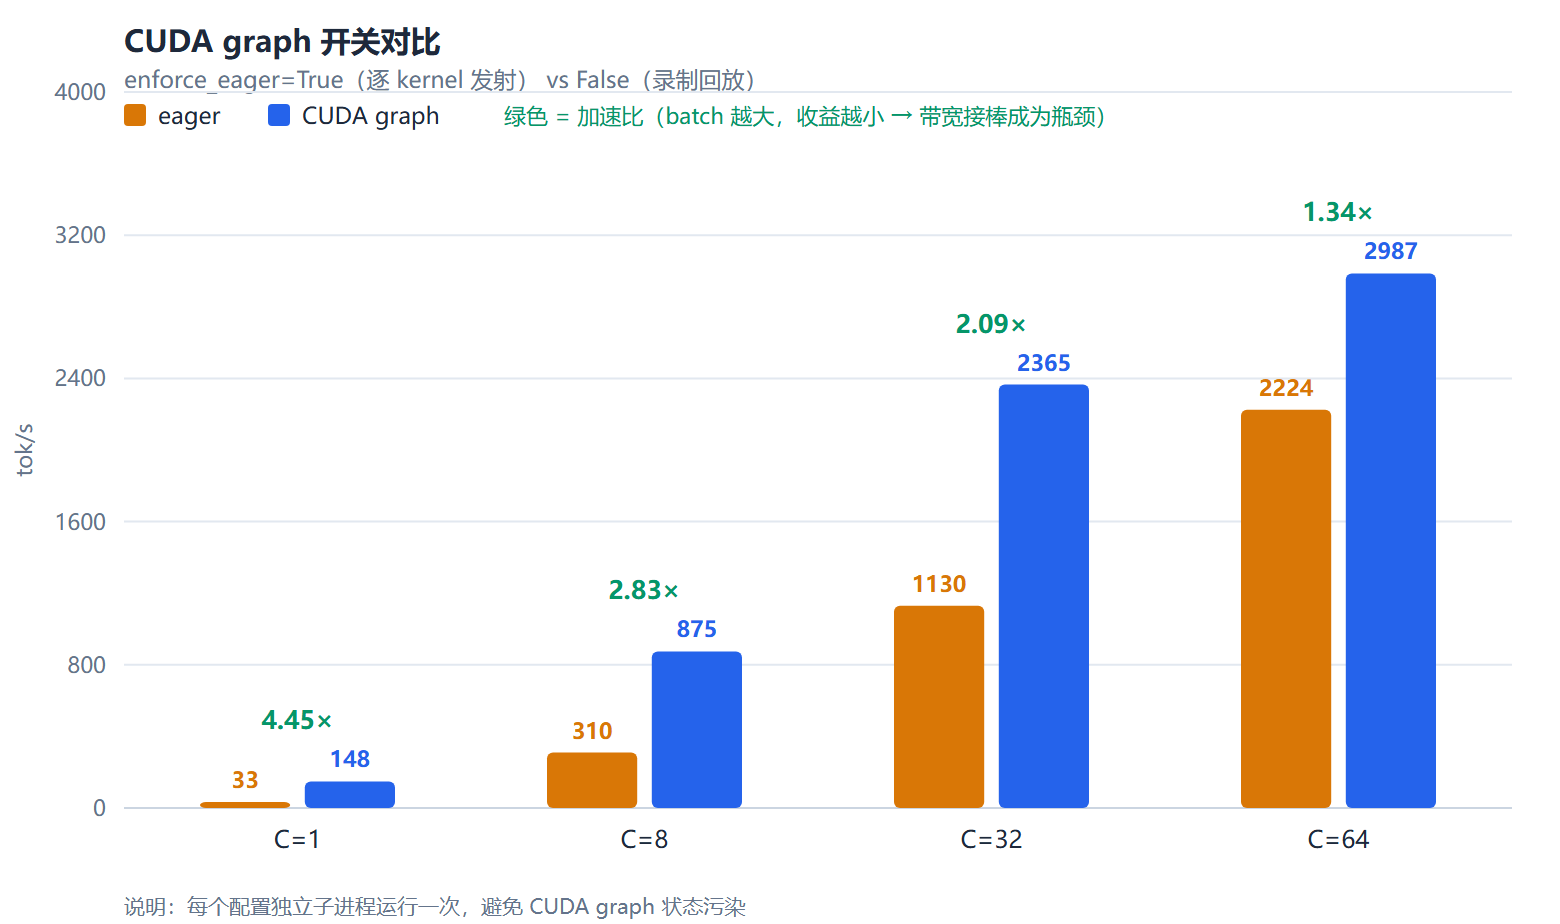 CUDA graph 开关对比
enforce_eager=True（逐 kernel 发射） vs False（录制回放）
eager CUDA graph 绿色 = 加速比（batch 越大，收益越小 → 带宽接棒成为瓶颈）
4000
3200
2400
1600
800
0
tok/s
4.45×
33 148
2.83×
310 875
2.09×
1130 2365
1.34×
2224 2987
C=1 C=8 C=32 C=64
说明：每个配置独立子进程运行一次，避免 CUDA graph 状态污染